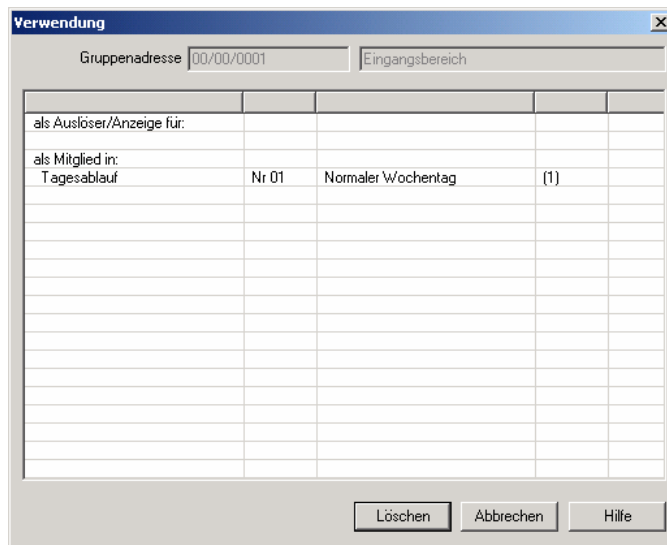 Verwendung
Gruppenadresse 00/00/0001 Eingangsbereich
als Auslöser/Anzeige für:
als Mitglied in:
Tagesablauf Nr 01 Normaler Wochentag (1)
Löschen Abbrechen Hilfe